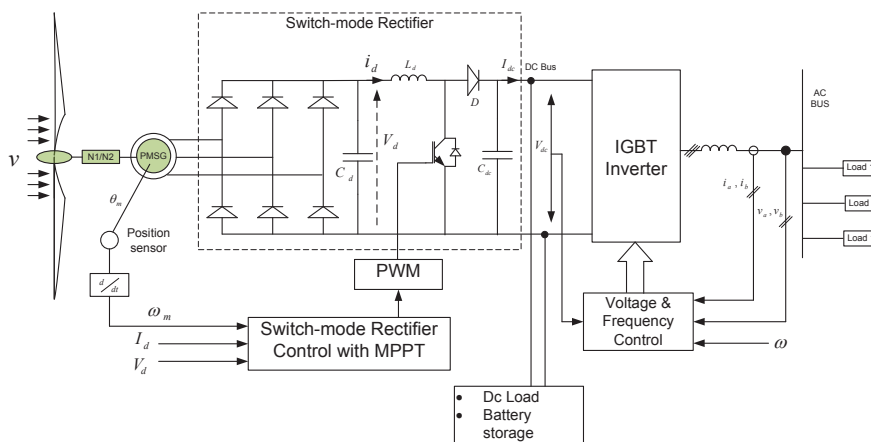 Switch-mode Rectifier
i_d
L_d
I_dc
DC Bus
D
AC
BUS
v
N1/N2
PMSG
V_d
C_d
C_dc
V_dc
IGBT
Inverter
i_a , i_b
v_a , v_b
Load
Load
Load
θ_m
Position
sensor
d/dt
PWM
Voltage &
Frequency
Control
ω_m
I_d
V_d
Switch-mode Rectifier
Control with MPPT
ω
• Dc Load
• Battery
storage